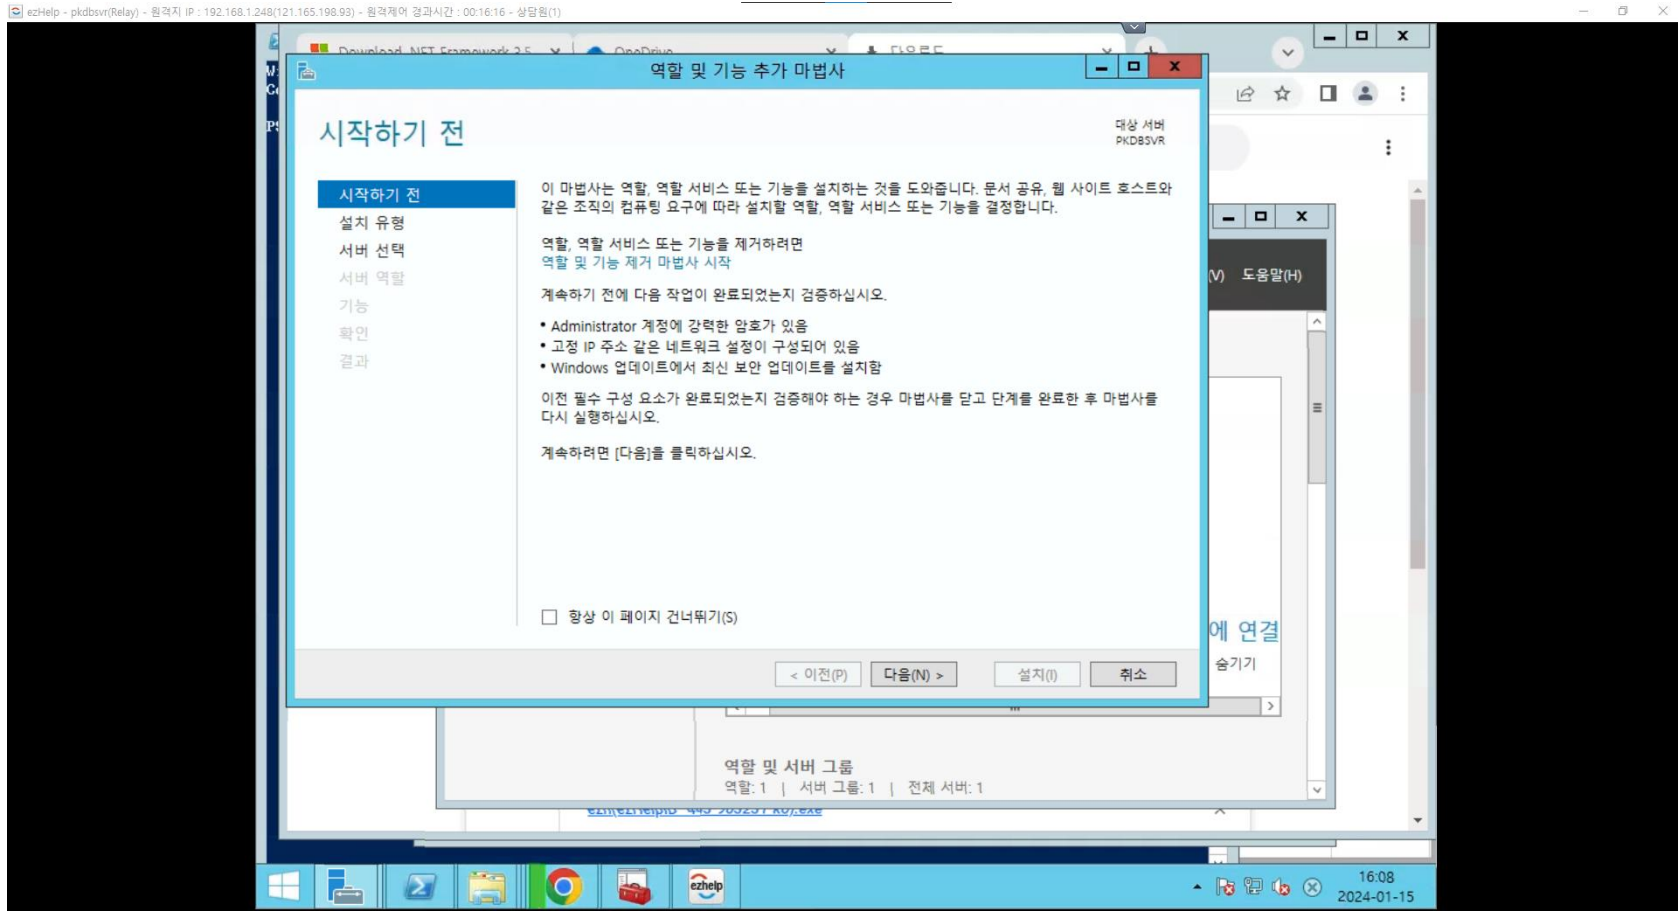 ezHelp - pkdbsvr(Relay) - 원격지 IP : 192.168.1.248(121.165.198.93) - 원격제어 경과시간 : 00:16:16 - 상담원(1)
OneDrive
다운로드
역할 및 기능 추가 마법사
시작하기 전
대상 서버
PKDBSVR
시작하기 전
설치 유형
서버 선택
서버 역할
기능
확인
결과
이 마법사는 역할, 역할 서비스 또는 기능을 설치하는 것을 도와줍니다. 문서 공유, 웹 사이트 호스트와
같은 조직의 컴퓨팅 요구에 따라 설치할 역할, 역할 서비스 또는 기능을 결정합니다.
역할, 역할 서비스 또는 기능을 제거하려면
역할 및 기능 제거 마법사 시작
계속하기 전에 다음 작업이 완료되었는지 검증하십시오.
• Administrator 계정에 강력한 암호가 있음
• 고정 IP 주소 같은 네트워크 설정이 구성되어 있음
• Windows 업데이트에서 최신 보안 업데이트를 설치함
이전 필수 구성 요소가 완료되었는지 검증해야 하는 경우 마법사를 닫고 단계를 완료한 후 마법사를
다시 실행하십시오.
계속하려면 [다음]을 클릭하십시오.
항상 이 페이지 건너뛰기(S)
< 이전(P) 다음(N) > 설치(I) 취소
(V) 도움말(H)
에 연결
숨기기
역할 및 서버 그룹
역할: 1 | 서버 그룹: 1 | 전체 서버: 1
ezhelp
16:08
2024-01-15